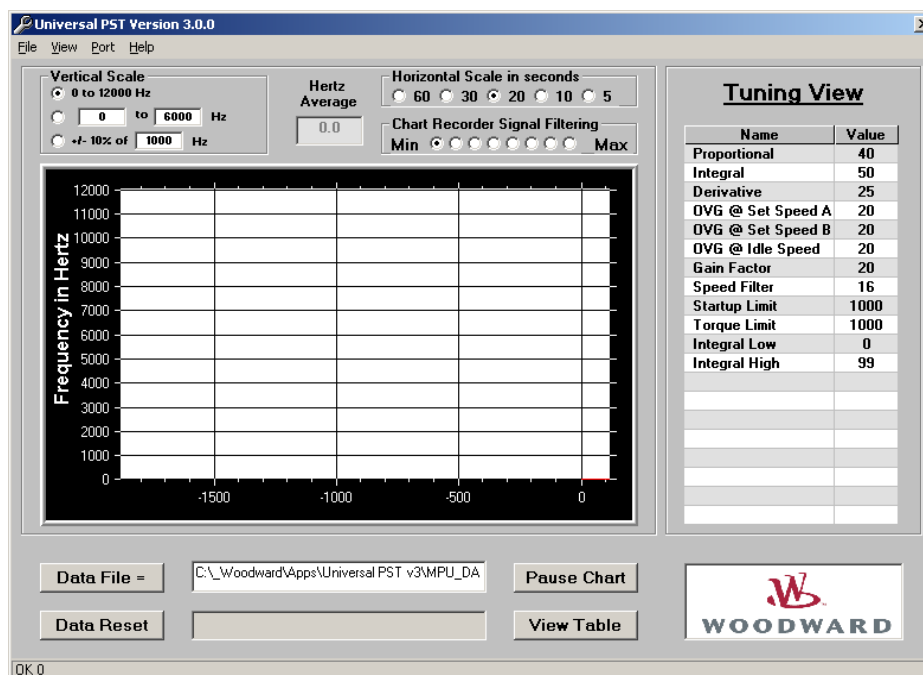 Universal PST Version 3.0.0
File View Port Help
Vertical Scale
0 to 12000 Hz
0 to 6000 Hz
+/- 10% of 1000 Hz
Hertz
Average
0.0
Horizontal Scale in seconds
60 30 20 10 5
Chart Recorder Signal Filtering
Min Max
Frequency in Hertz
12000
11000
10000
9000
8000
7000
6000
5000
4000
3000
2000
1000
0
-1500 -1000 -500 0
Tuning View
Name Value
Proportional 40
Integral 50
Derivative 25
OVG @ Set Speed A 20
OVG @ Set Speed B 20
OVG @ Idle Speed 20
Gain Factor 20
Speed Filter 16
Startup Limit 1000
Torque Limit 1000
Integral Low 0
Integral High 99
Data File = C:\_Woodward\Apps\Universal PST v3\MPU_DA
Pause Chart
Data Reset
View Table
WOODWARD
OK 0